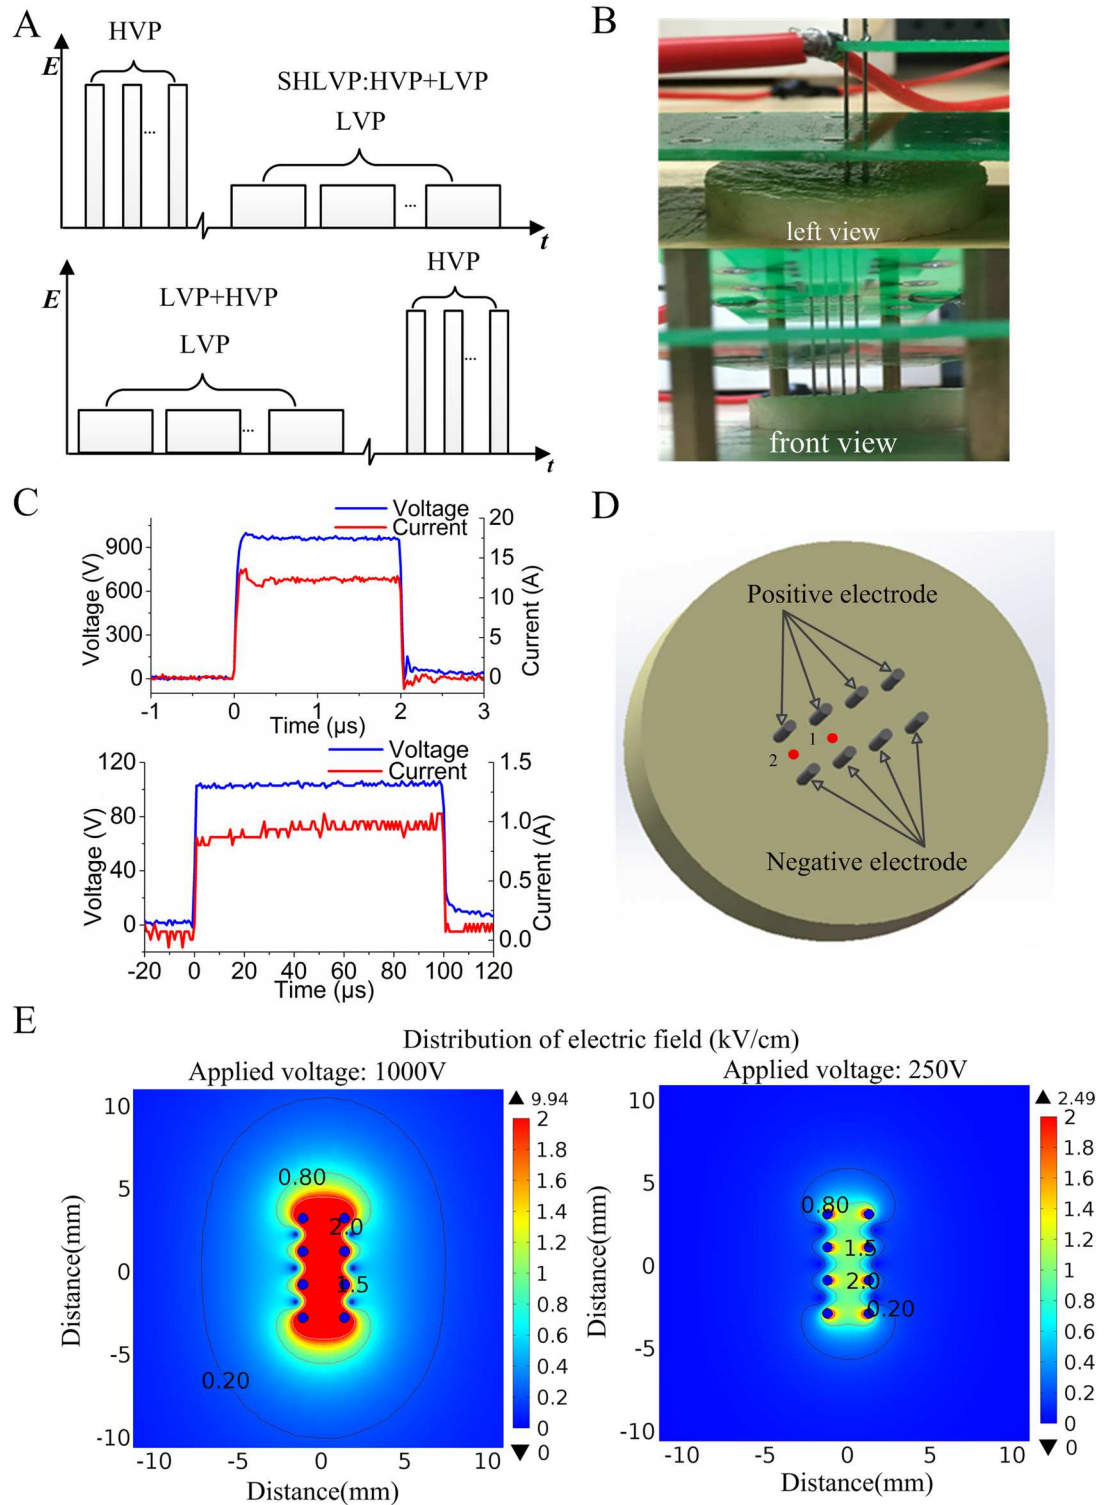 A
HVP
E
...
SHLVP:HVP+LVP
LVP
...
t
HVP
E
LVP+HVP
LVP
...
...
t
B
left view
front view
C
Voltage
Current
Voltage (V)
900
600
300
0
20
15
10
5
0
Current (A)
-1 0 1 2 3
Time (μs)
Voltage
Current
Voltage (V)
120
80
40
0
1.5
1.0
0.5
0.0
Current (A)
-20 0 20 40 60 80 100 120
Time (μs)
D
Positive electrode
1
2
Negative electrode
E
Distribution of electric field (kV/cm)
Applied voltage: 1000V
Distance(mm)
10
5
0
-5
-10
0.80
2.0
1.5
0.20
▲ 9.94
2
1.8
1.6
1.4
1.2
1
0.8
0.6
0.4
0.2
0
▼ 0
-10 -5 0 5 10
Distance(mm)
Applied voltage: 250V
Distance(mm)
10
5
0
-5
-10
0.80
1.5
2.0
0.20
▲ 2.49
2
1.8
1.6
1.4
1.2
1
0.8
0.6
0.4
0.2
0
▼ 0
-10 -5 0 5 10
Distance(mm)